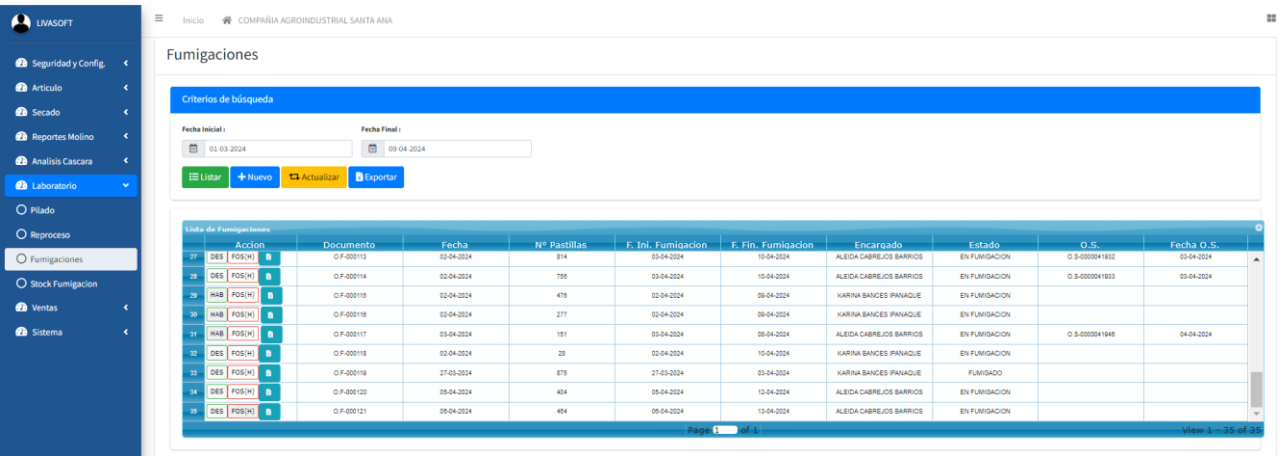 LIVASOFT
Inicio COMPAÑIA AGROINDUSTRIAL SANTA ANA
Seguridad y Config.
Articulo
Secado
Reportes Molino
Analisis Cascara
Laboratorio
Pilado
Reproceso
Fumigaciones
Stock Fumigacion
Ventas
Sistema
Fumigaciones
Criterios de búsqueda
Fecha Inicial : Fecha Final :
01-03-2024 09-04-2024
Listar Nuevo Actualizar Exportar
Lista de Fumigaciones
Accion Documento Fecha Nº Pastillas F. Ini. Fumigacion F. Fin. Fumigacion Encargado Estado O.S. Fecha O.S.
27 DES FOS(H) O.F-000113 02-04-2024 814 03-04-2024 10-04-2024 ALEIDA CABREJOS BARRIOS EN FUMIGACION O.S-0000041932 03-04-2024
28 DES FOS(H) O.F-000114 02-04-2024 755 03-04-2024 10-04-2024 ALEIDA CABREJOS BARRIOS EN FUMIGACION O.S-0000041933 03-04-2024
29 HAB FOS(H) O.F-000115 02-04-2024 475 02-04-2024 09-04-2024 KARINA BANCES IPANAQUE EN FUMIGACION
30 HAB FOS(H) O.F-000116 02-04-2024 277 02-04-2024 09-04-2024 KARINA BANCES IPANAQUE EN FUMIGACION
31 HAB FOS(H) O.F-000117 03-04-2024 151 03-04-2024 08-04-2024 ALEIDA CABREJOS BARRIOS EN FUMIGACION O.S-0000041946 04-04-2024
32 DES FOS(H) O.F-000118 02-04-2024 28 02-04-2024 10-04-2024 KARINA BANCES IPANAQUE EN FUMIGACION
33 DES FOS(H) O.F-000119 27-03-2024 875 27-03-2024 03-04-2024 KARINA BANCES IPANAQUE FUMIGADO
34 DES FOS(H) O.F-000120 05-04-2024 404 05-04-2024 12-04-2024 ALEIDA CABREJOS BARRIOS EN FUMIGACION
35 DES FOS(H) O.F-000121 06-04-2024 464 06-04-2024 13-04-2024 ALEIDA CABREJOS BARRIOS EN FUMIGACION
Page 1 of 1 View 1 - 35 of 35